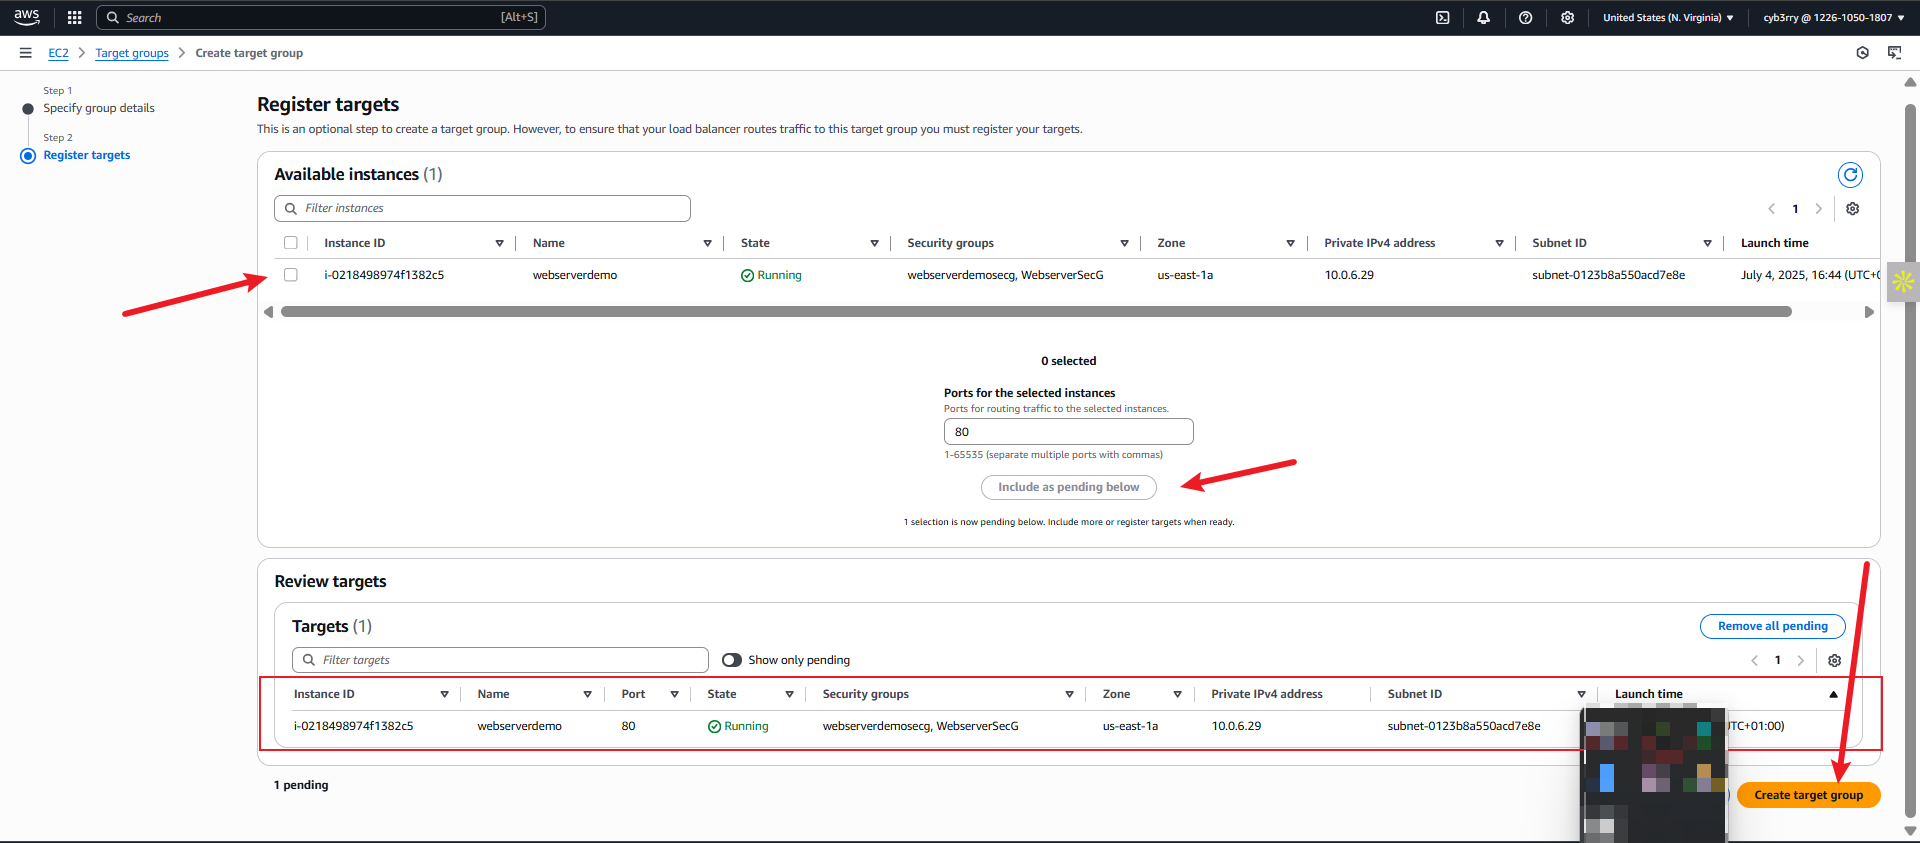 aws
Search [Alt+S]
United States (N. Virginia)
cyb3rry @ 1226-1050-1807
EC2 Target groups Create target group
Step 1
Specify group details
Step 2
Register targets
Register targets
This is an optional step to create a target group. However, to ensure that your load balancer routes traffic to this target group you must register your targets.
Available instances (1)
Filter instances
1
Instance ID Name State Security groups Zone Private IPv4 address Subnet ID Launch time
i-0218498974f1382c5 webserverdemo Running webserverdemosecg, WebserverSecG us-east-1a 10.0.6.29 subnet-0123b8a550acd7e8e July 4, 2025, 16:44 (UTC+0
0 selected
Ports for the selected instances
Ports for routing traffic to the selected instances.
80
1-65535 (separate multiple ports with commas)
Include as pending below
1 selection is now pending below. Include more or register targets when ready.
Review targets
Targets (1)
Remove all pending
Filter targets
Show only pending
1
Instance ID Name Port State Security groups Zone Private IPv4 address Subnet ID Launch time
i-0218498974f1382c5 webserverdemo 80 Running webserverdemosecg, WebserverSecG us-east-1a 10.0.6.29 subnet-0123b8a550acd7e8e TC+01:00)
1 pending
Create target group